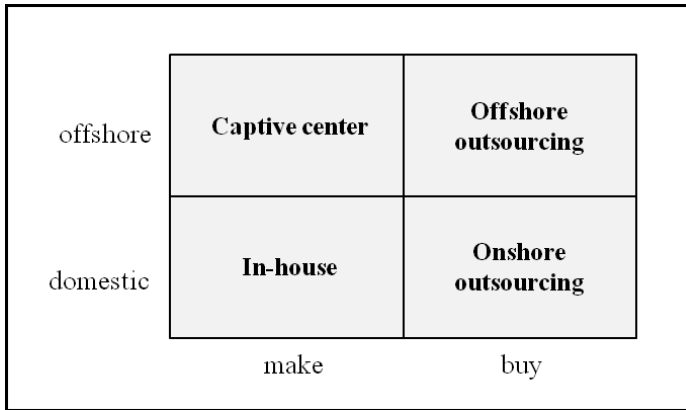 offshore
Captive center
Offshore
outsourcing
domestic
In-house
Onshore
outsourcing
make
buy